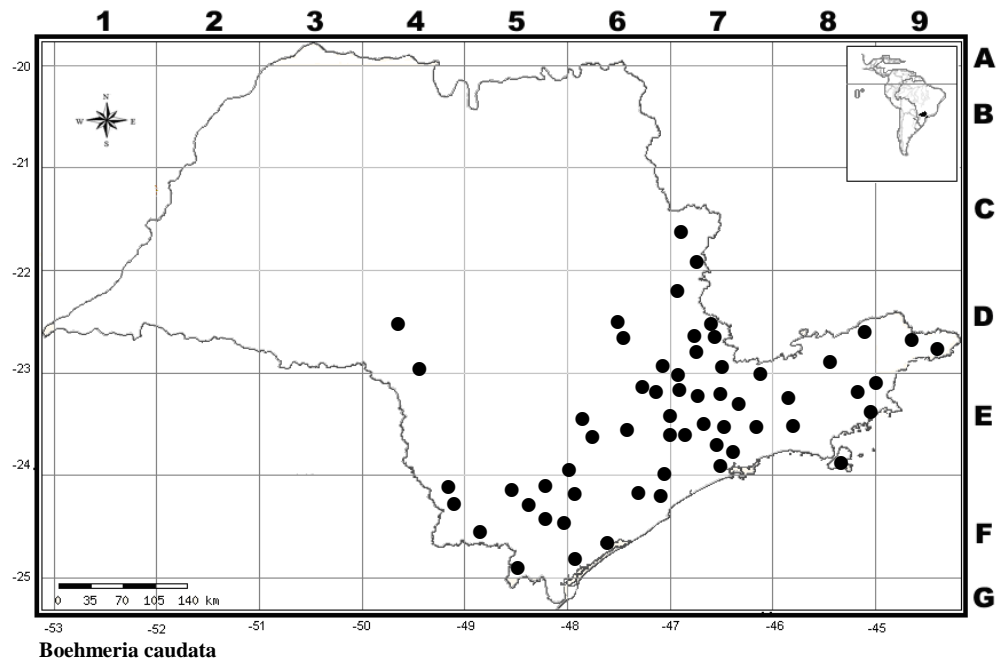 1 2 3 4 5 6 7 8 9
A
B
C
D
E
F
G
-20
-21
-22
-23
-24
-25
N
W E
S
0°
0 35 70 105 140 km
-53 -52 -51 -50 -49 -48 -47 -46 -45
Boehmeria caudata